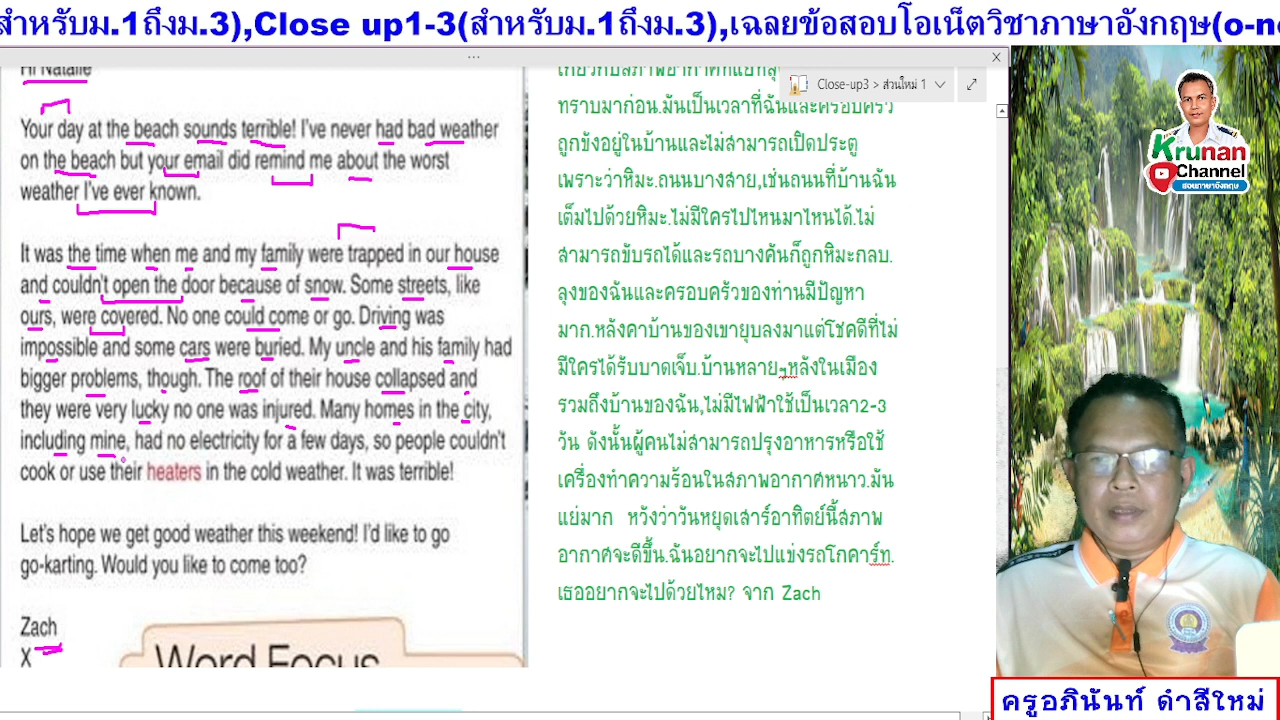 สำหรับม.1ถึงม.3),Close up1-3(สำหรับม.1ถึงม.3),เฉลยข้อสอบโอเน็ตวิชาภาษาอังกฤษ(o-ne
Hi Natalie
Your day at the beach sounds terrible! I've never had bad weather
on the beach but your email did remind me about the worst
weather I've ever known.
It was the time when me and my family were trapped in our house
and couldn't open the door because of snow. Some streets, like
ours, were covered. No one could come or go. Driving was
impossible and some cars were buried. My uncle and his family had
bigger problems, though. The roof of their house collapsed and
they were very lucky no one was injured. Many homes in the city,
including mine, had no electricity for a few days, so people couldn't
cook or use their heaters in the cold weather. It was terrible!
Let's hope we get good weather this weekend! I'd like to go
go-karting. Would you like to come too?
Zach
X
Word Focus
Close-up3 > ส่วนใหม่ 1
ทราบมาก่อน.มันเป็นเวลาที่ฉันและครอบครัว
ถูกขังอยู่ในบ้านและไม่สามารถเปิดประตู
เพราะว่าหิมะ.ถนนบางสาย,เช่นถนนที่บ้านฉัน
เต็มไปด้วยหิมะ.ไม่มีใครไปไหนมาไหนได้.ไม่
สามารถขับรถได้และรถบางคันก็ถูกหิมะกลบ.
ลุงของฉันและครอบครัวของท่านมีปัญหา
มาก.หลังคาบ้านของเขายุบลงมาแต่โชคดีที่ไม่
มีใครได้รับบาดเจ็บ.บ้านหลายๆหลังในเมือง
รวมถึงบ้านของฉัน,ไม่มีไฟฟ้าใช้เป็นเวลา2-3
วัน ดังนั้นผู้คนไม่สามารถปรุงอาหารหรือใช้
เครื่องทำความร้อนในสภาพอากาศหนาว.มัน
แย่มาก หวังว่าวันหยุดเสาร์อาทิตย์นี้สภาพ
อากาศจะดีขึ้น.ฉันอยากจะไปแข่งรถโกคาร์ท.
เธออยากจะไปด้วยไหม? จาก Zach
Krunan
Channel
สอนภาษาอังกฤษ
ครูอภินันท์ ดำสีใหม่